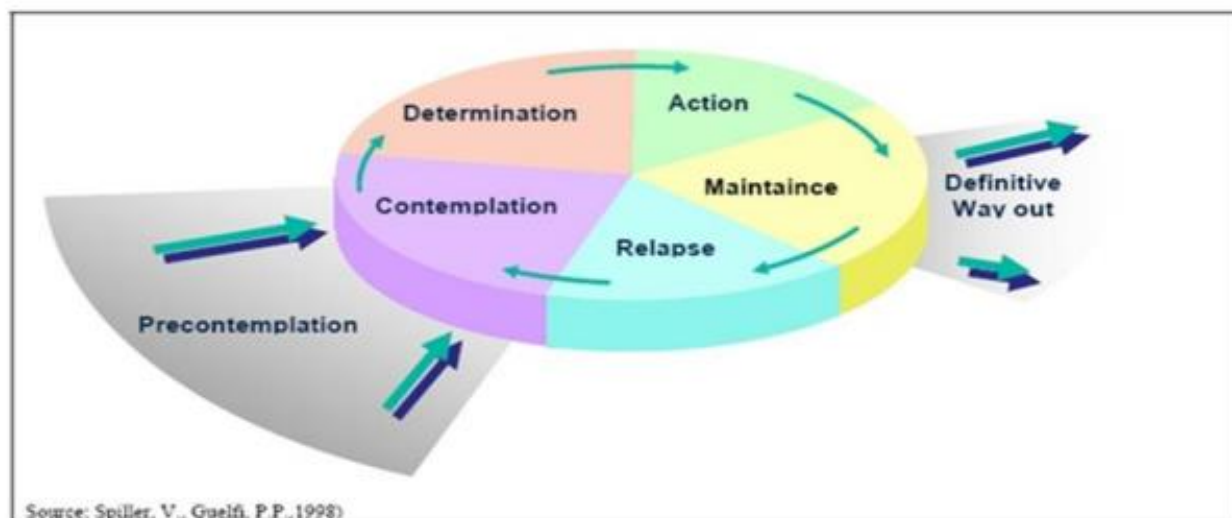 Determination
Action
Contemplation
Maintaince
Relapse
Definitive
Way out
Precontemplation
Source: Spiller, V., Guelfi, P.P.,1998)